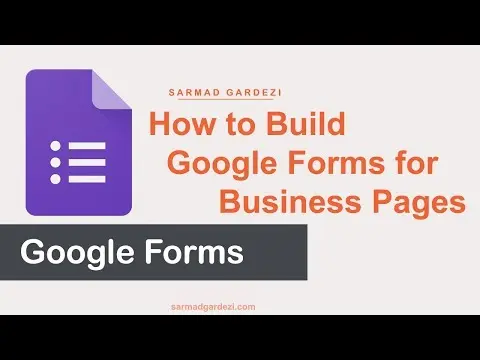 SARMAD GARDEZI
How to Build
Google Forms for
Business Pages
Google Forms
sarmadgardezi.com